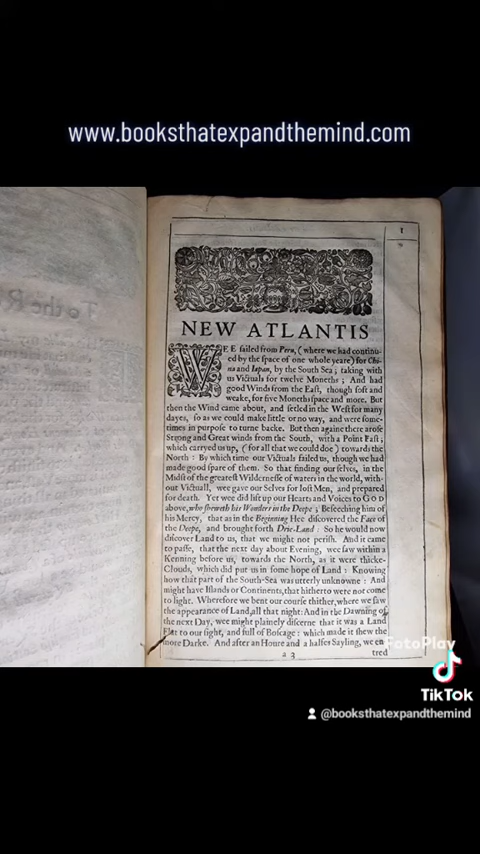 www.booksthatexpandthemind.com
1
NEW ATLANTIS
WEE sailed from Peru, (where we had continu-
ed by the space of one whole yeare) for Chi-
na and Iapan, by the South Sea; taking with
us Victuals for twelve Moneths; And had
good Winds from the East, though soft and
weake, for five Moneths space and more. But
then the Wind came about, and setled in the West for many
dayes, so as we could make little or no way, and were some-
times in purpose to turne backe. But then againe there arose
Strong and Great winds from the South, with a Point East;
which carryed us up, (for all that we could doe) towards the
North: By which time our Victuals failed us, though we had
made good spare of them. So that finding our selves, in the
Midst of the greatest Wildernesse of waters in the world, with-
out Victuall, wee gave our Selves for lost Men, and prepared
for death. Yet wee did lift up our Hearts and Voices to GOD
above, who sheweth his Wonders in the Deepe; Beseeching him of
his Mercy, that as in the Beginning Hee discovered the Face of
the Deepe, and brought forth Drie-Land: So he would now
discover Land to us, that we might not perish. And it came
to passe, that the next day about Evening, wee saw within a
Kenning before us, towards the North, as it were thicke-
Clouds, which did put us in some hope of Land: Knowing
how that part of the South-Sea was utterly unknowne: And
might have Islands or Continents, that hitherto were not come
to light. Wherefore we bent our course thither, where we saw
the appearance of Land, all that night: And in the Dawning of
the next Day, wee might plainely discerne that it was a Land
Flat to our sight, and full of Boscage: which made it shew the
more Darke. And after an Houre and a halfes Sayling, we en
a 3 tred
FotoPlay
TikTok
@booksthatexpandthemind